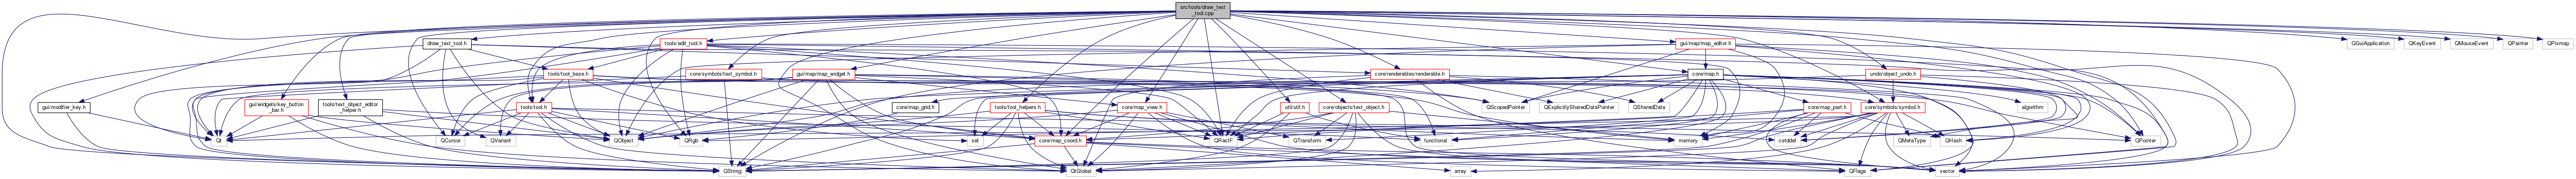 src/tools/draw_text
_tool.cpp
draw_text_tool.h
tools/edit_tool.h
gui/map/map_editor.h
QGuiApplication
QKeyEvent
QMouseEvent
QPainter
QPixmap
tools/tool_base.h
core/symbols/text_symbol.h
gui/map/map_widget.h
core/renderables/renderable.h
core/map.h
undo/object_undo.h
gui/modifier_key.h
gui/widgets/key_button
_bar.h
tools/text_object_editor
_helper.h
tools/tool.h
core/map_grid.h
tools/tool_helpers.h
core/map_view.h
util/util.h
core/objects/text_object.h
QScopedPointer
QExplicitlySharedDataPointer
QSharedData
core/map_part.h
core/symbols/symbol.h
algorithm
Qt
QCursor
QVariant
QObject
QRgb
set
core/map_coord.h
QRectF
QTransform
functional
memory
cstddef
QMetaType
QHash
QPointer
QString
QtGlobal
array
QFlags
vector